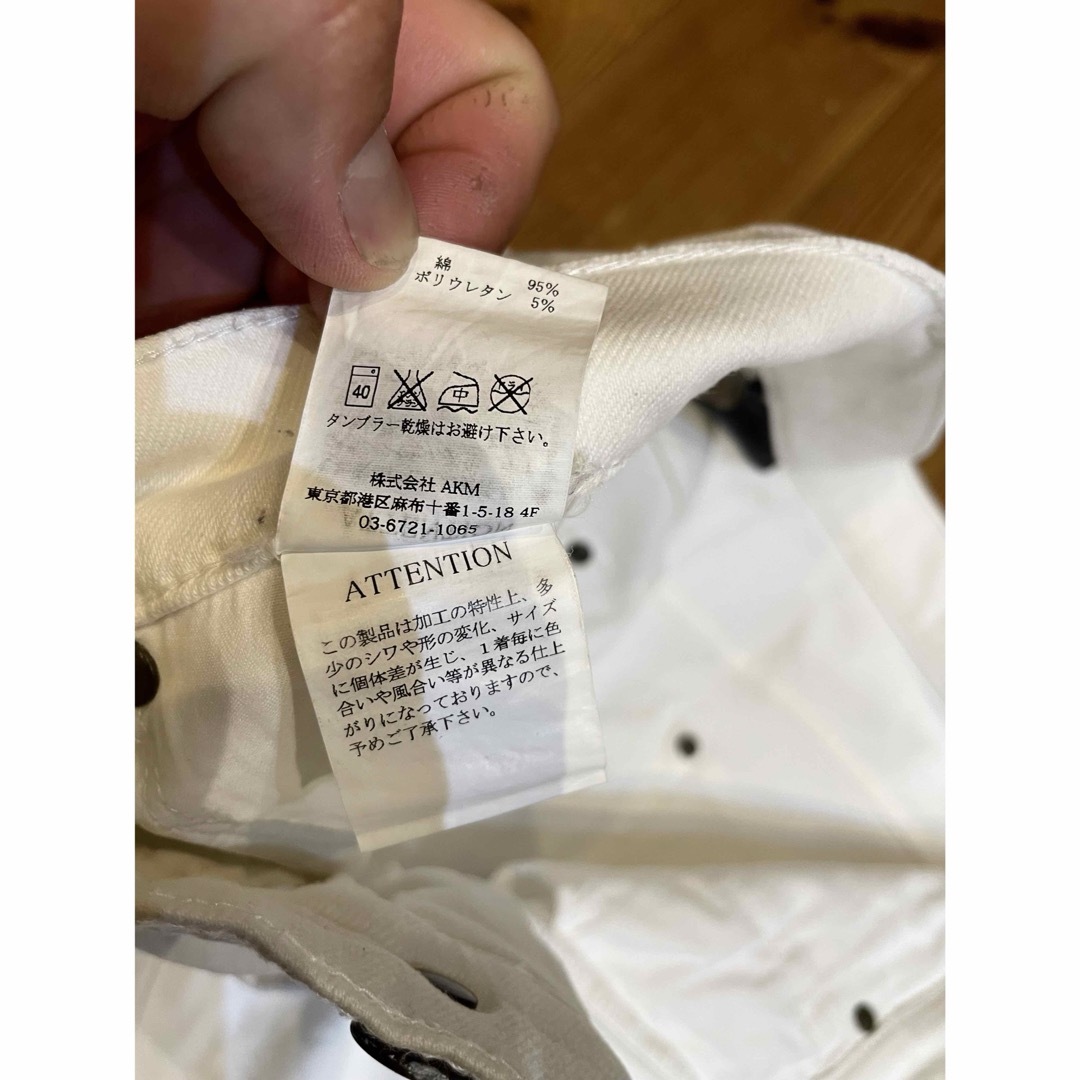 綿 95%
ポリウレタン 5%
40 中
タンブラー乾燥はお避け下さい。
株式会社 AKM
東京都港区麻布十番1-5-18 4F
03-6721-1065
ATTENTION
この製品は加工の特性上、多
少のシワや形の変化、サイズ
に個体差が生じ、1着毎に色
合いや風合い等が異なる仕上
がりになっておりますので、
予めご了承下さい。